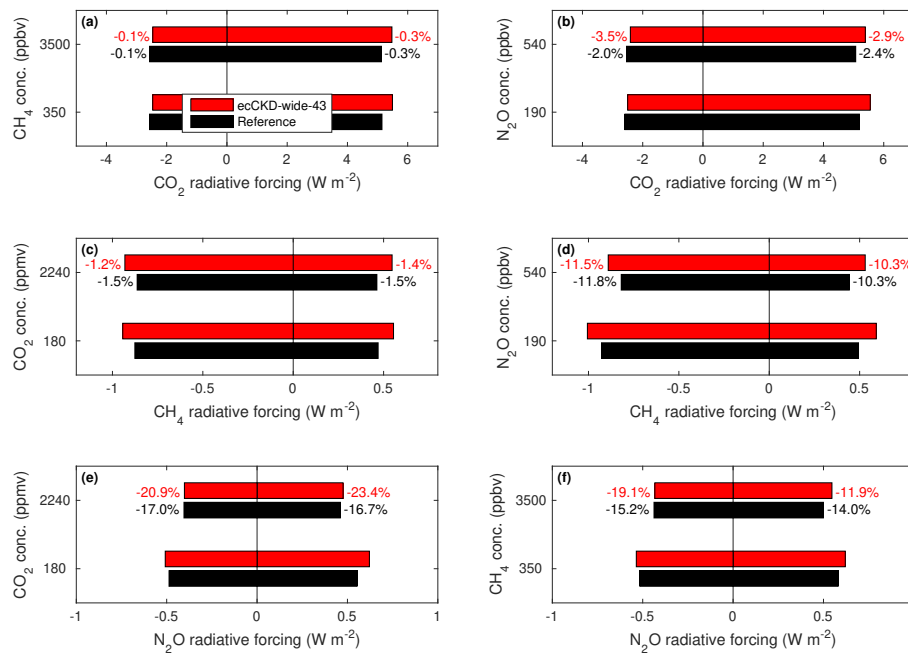 (a)
CH4 conc. (ppbv)
3500
350
-0.1%
-0.1%
-0.3%
-0.3%
ecCKD-wide-43
Reference
-4 -2 0 2 4 6
CO2 radiative forcing (W m-2)
(b)
N2O conc. (ppbv)
540
190
-3.5%
-2.0%
-2.9%
-2.4%
-4 -2 0 2 4 6
CO2 radiative forcing (W m-2)
(c)
CO2 conc. (ppmv)
2240
180
-1.2%
-1.5%
-1.4%
-1.5%
-1 -0.5 0 0.5
CH4 radiative forcing (W m-2)
(d)
N2O conc. (ppbv)
540
190
-11.5%
-11.8%
-10.3%
-10.3%
-1 -0.5 0 0.5
CH4 radiative forcing (W m-2)
(e)
CO2 conc. (ppmv)
2240
180
-20.9%
-17.0%
-23.4%
-16.7%
-1 -0.5 0 0.5 1
N2O radiative forcing (W m-2)
(f)
CH4 conc. (ppbv)
3500
350
-19.1%
-15.2%
-11.9%
-14.0%
-1 -0.5 0 0.5
N2O radiative forcing (W m-2)